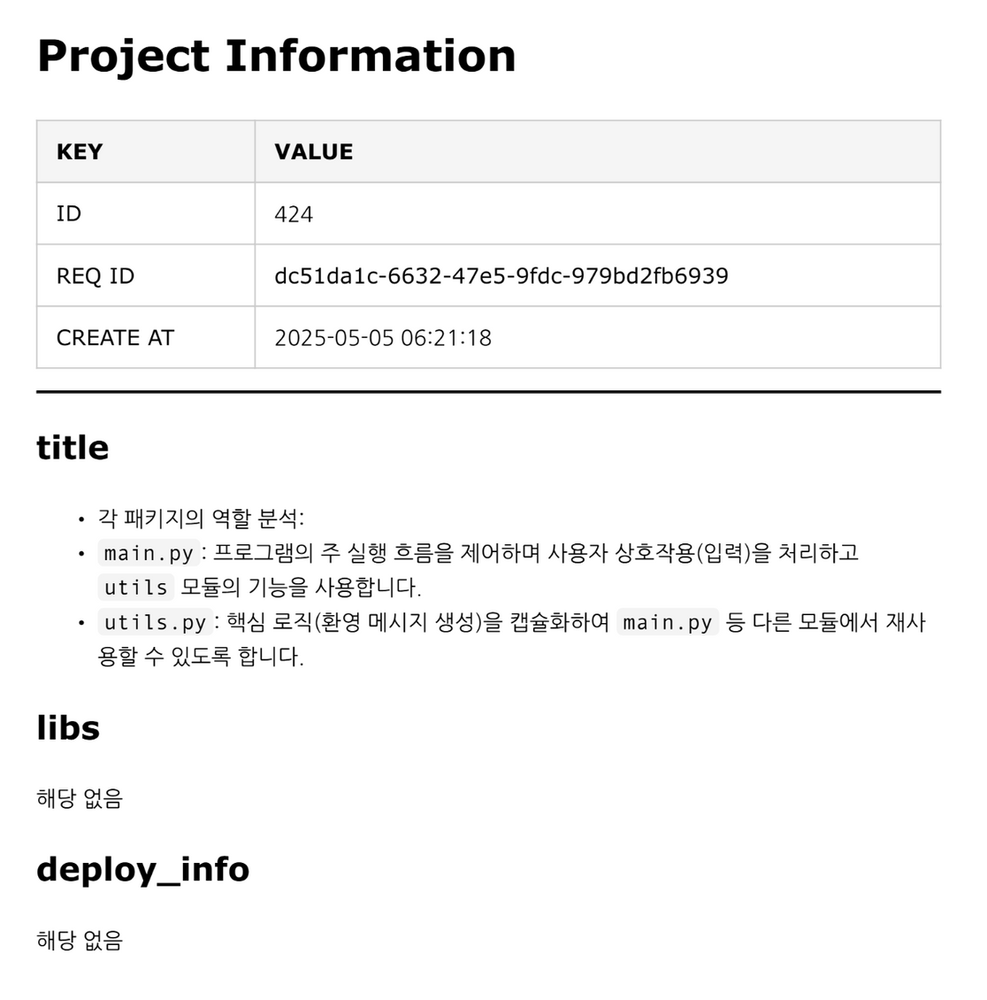 Project Information
KEY VALUE
ID 424
REQ ID dc51da1c-6632-47e5-9fdc-979bd2fb6939
CREATE AT 2025-05-05 06:21:18
title
• 각 패키지의 역할 분석:
• main.py : 프로그램의 주 실행 흐름을 제어하며 사용자 상호작용(입력)을 처리하고
utils 모듈의 기능을 사용합니다.
• utils.py : 핵심 로직(환영 메시지 생성)을 캡슐화하여 main.py 등 다른 모듈에서 재사
용할 수 있도록 합니다.
libs
해당 없음
deploy_info
해당 없음